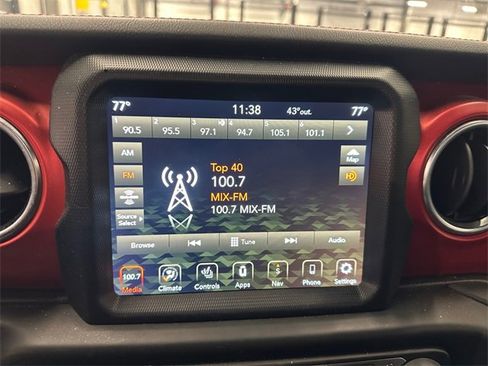 77° 11:38 43°out. 77°
1 2 3 4 5 6
90.5 95.5 97.1 94.7 105.1 101.1
AM
Map
FM
Top 40
100.7
MIX-FM
100.7 MIX-FM
Source
Select
Browse Tune Audio
100.7
Media Climate Controls Apps Nav Phone Settings